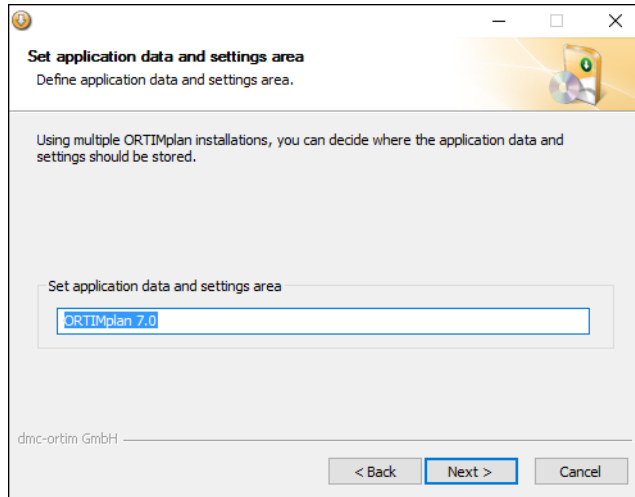 Set application data and settings area
Define application data and settings area.
Using multiple ORTIMplan installations, you can decide where the application data and
settings should be stored.
Set application data and settings area
ORTIMplan 7.0
dmc-ortim GmbH
< Back
Next >
Cancel